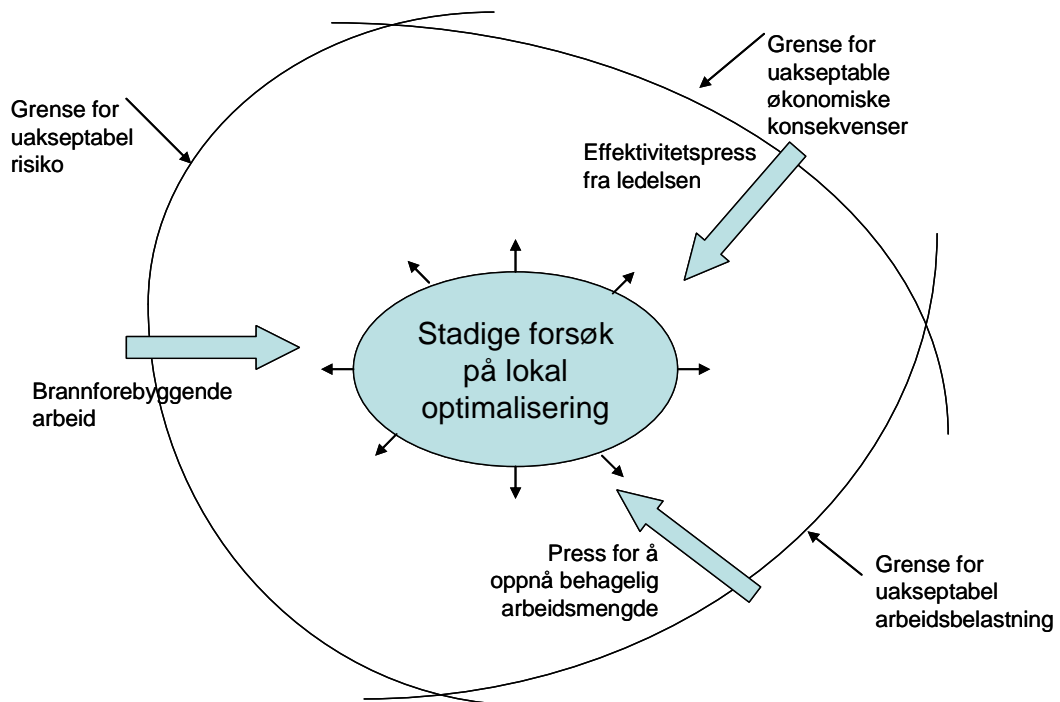 Grense for
uakseptable
økonomiske
konsekvenser
Grense for
uakseptabel
risiko
Effektivitetspress
fra ledelsen
Stadige forsøk
på lokal
optimalisering
Brannforebyggende
arbeid
Press for å
oppnå behagelig
arbeidsmengde
Grense for
uakseptabel
arbeidsbelastning